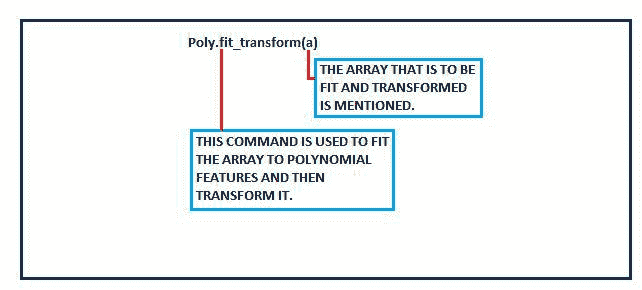 Poly.fit_transform(a)
THE ARRAY THAT IS TO BE
FIT AND TRANSFORMED
IS MENTIONED.
THIS COMMAND IS USED TO FIT
THE ARRAY TO POLYNOMIAL
FEATURES AND THEN
TRANSFORM IT.